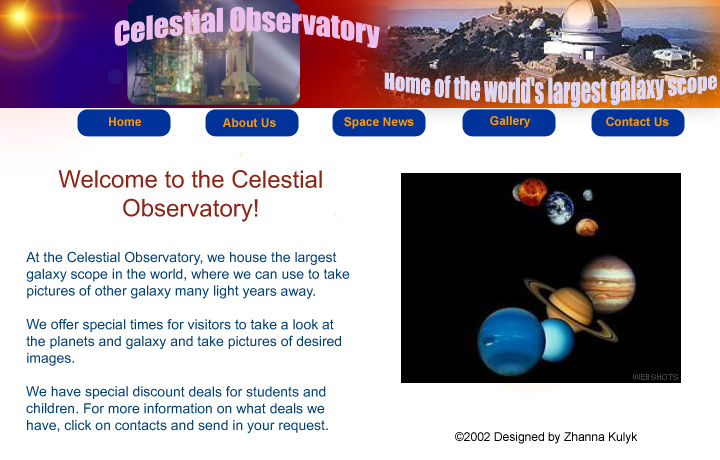 Celestial Observatory
Home of the world's largest galaxy scope
Home
About Us
Space News
Gallery
Contact Us
Welcome to the Celestial
Observatory!
At the Celestial Observatory, we house the largest
galaxy scope in the world, where we can use to take
pictures of other galaxy many light years away.
We offer special times for visitors to take a look at
the planets and galaxy and take pictures of desired
images.
We have special discount deals for students and
children. For more information on what deals we
have, click on contacts and send in your request.
WEBSHOTS
©2002 Designed by Zhanna Kulyk